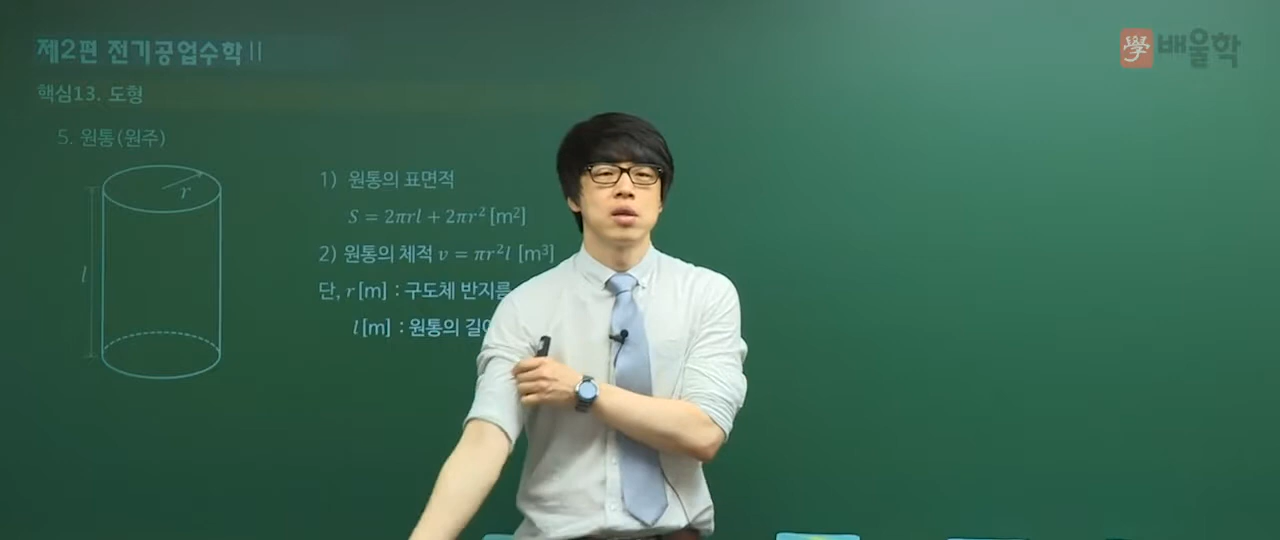 제2편 전기공업수학 II
學 배울학
핵심13. 도형
5. 원통(원주)
r
l
1) 원통의 표면적
S = 2πrl + 2πr² [m²]
2) 원통의 체적 v = πr²l [m³]
단, r[m] : 구도체 반지름
l[m] : 원통의